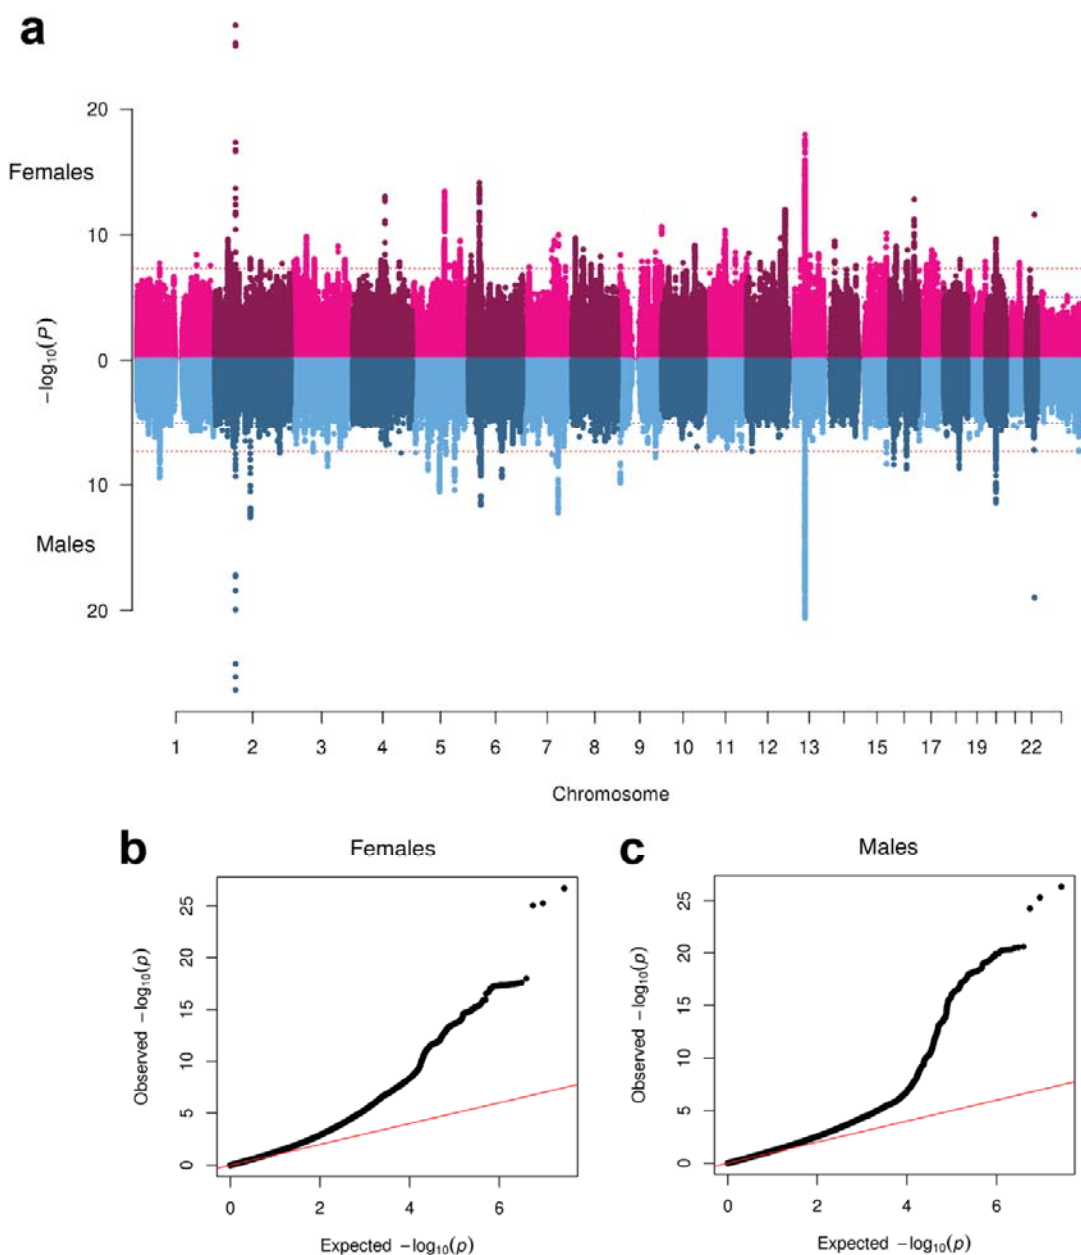 a
20
Females
10
−log₁₀(P)
0
10
Males
20
1 2 3 4 5 6 7 8 9 10 11 12 13 15 17 19 22
Chromosome
b Females
Observed −log₁₀(p)
25
20
15
10
5
0
0 2 4 6
Expected −log₁₀(p)
c Males
Observed −log₁₀(p)
25
20
15
10
5
0
0 2 4 6
Expected −log₁₀(p)